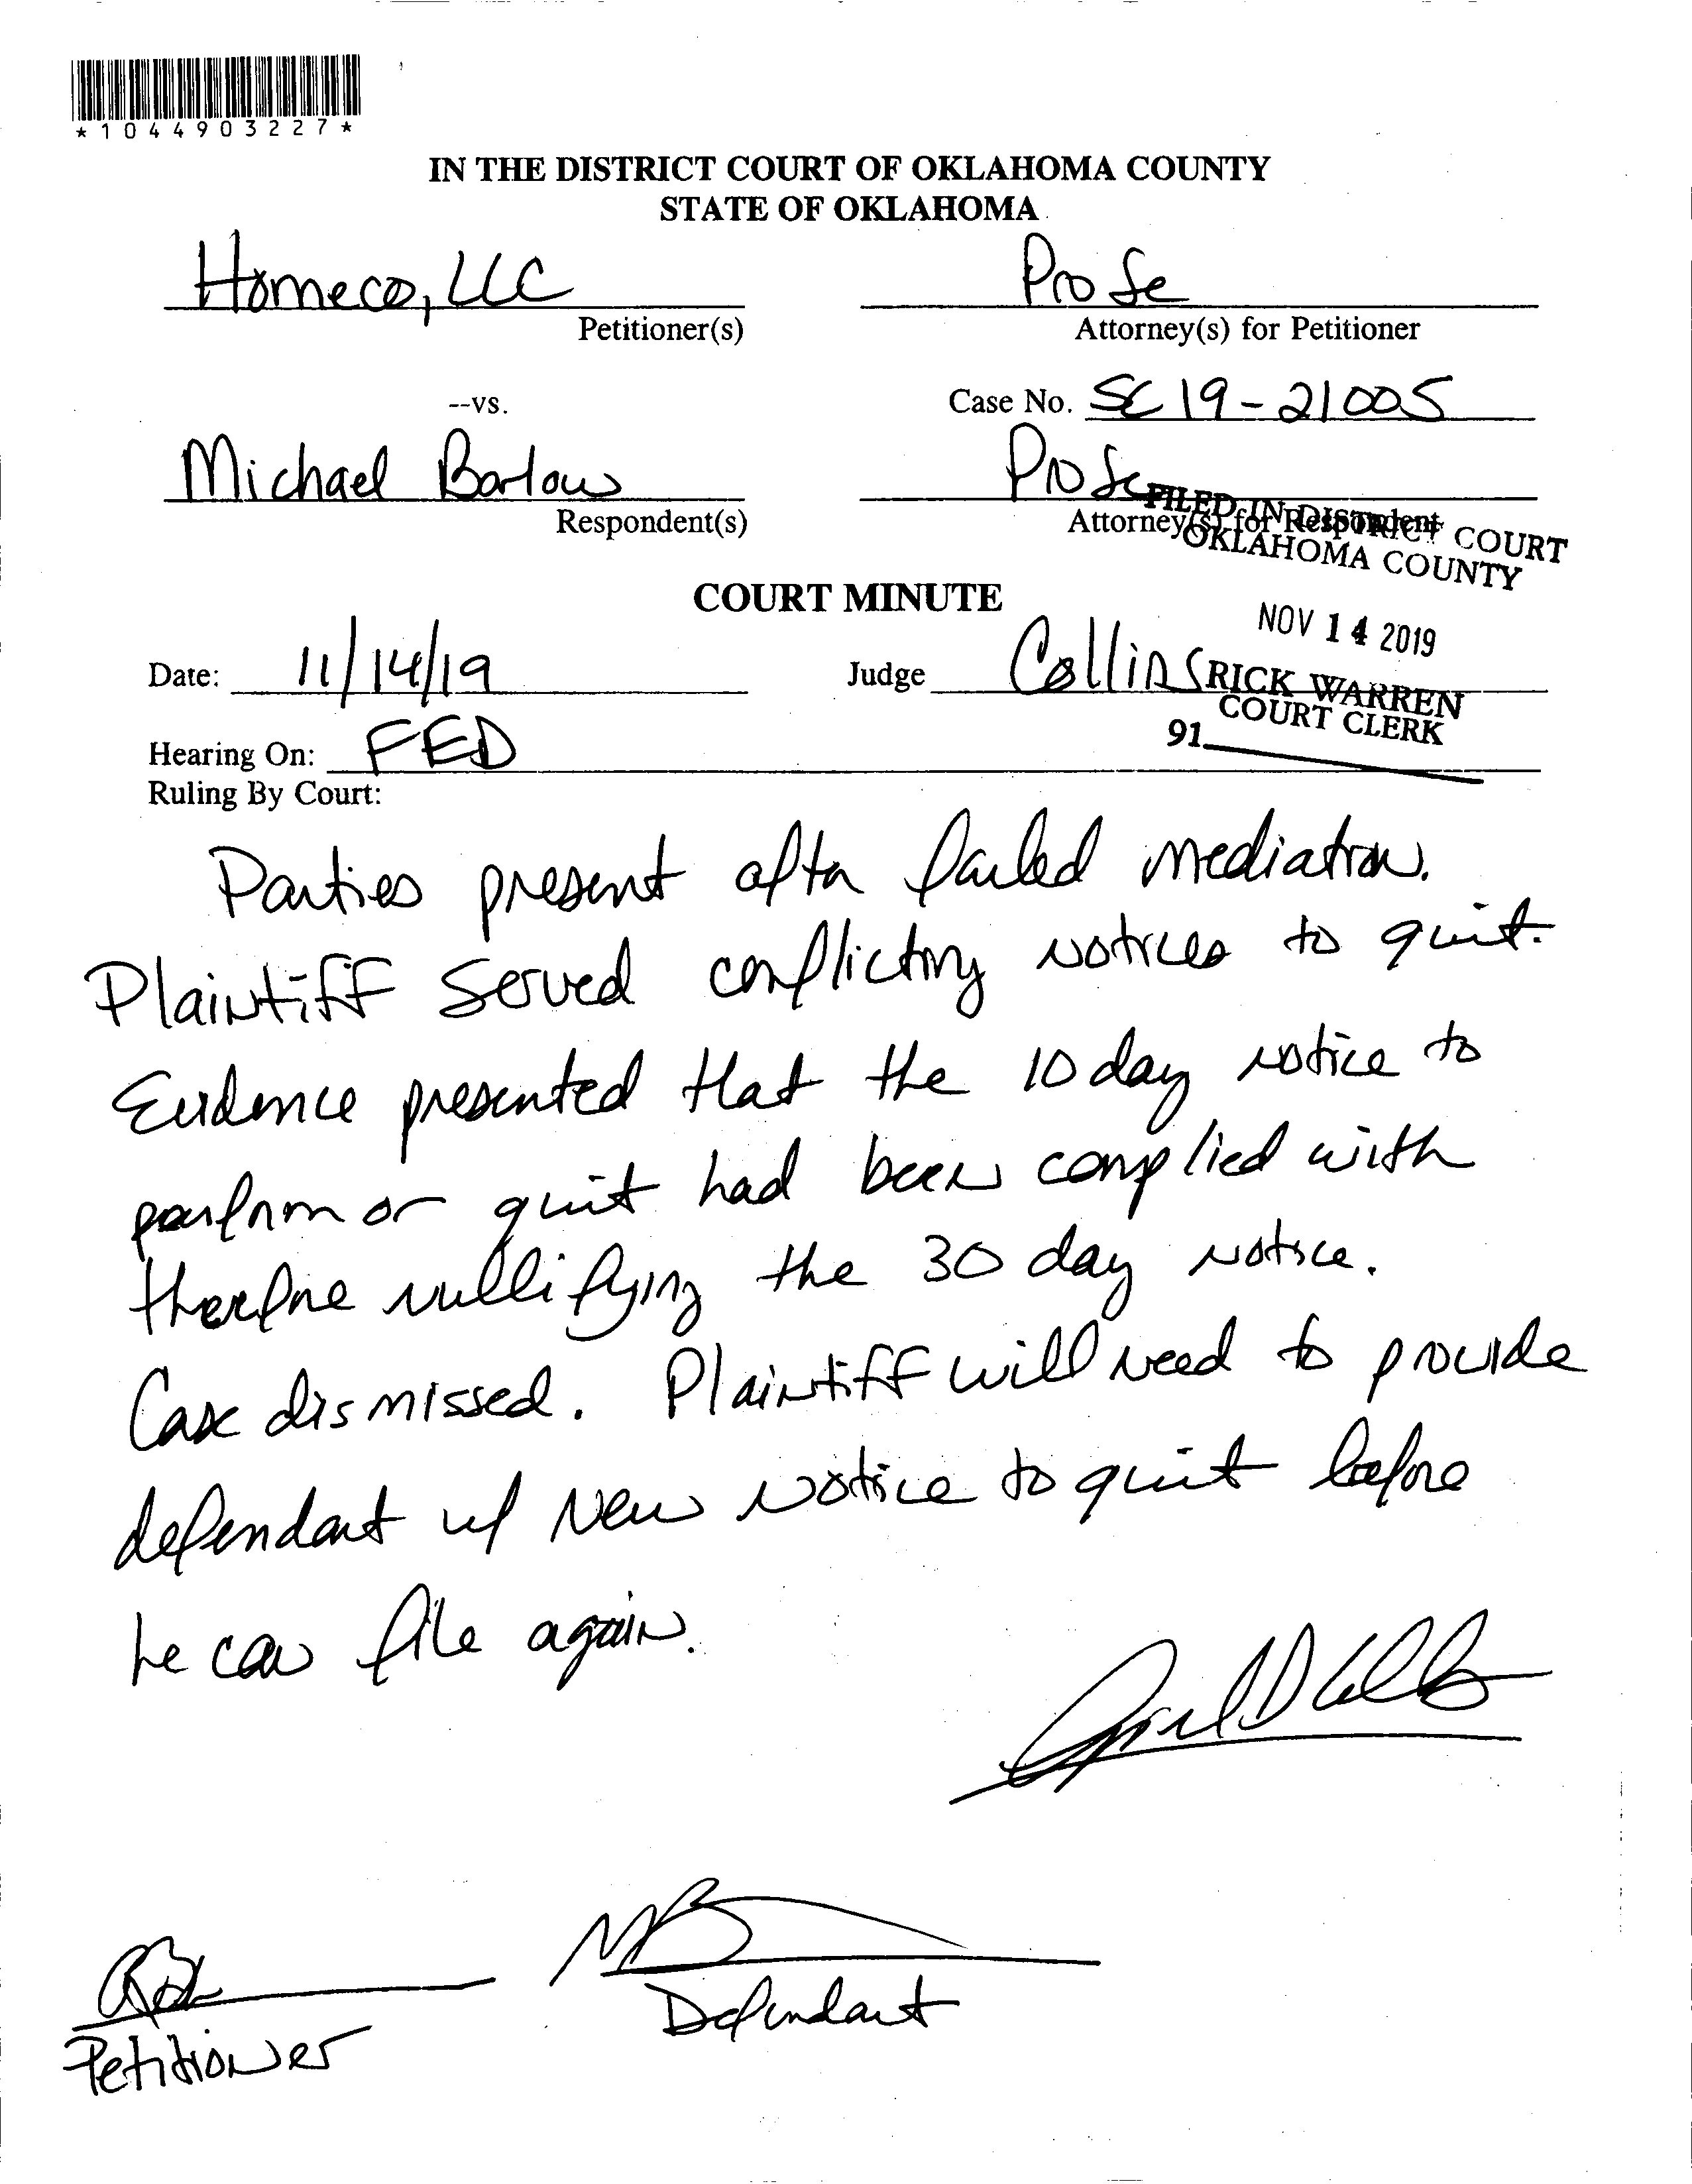 *1044903227*
IN THE DISTRICT COURT OF OKLAHOMA COUNTY
STATE OF OKLAHOMA
Homeco, LLC Pro Se
Petitioner(s) Attorney(s) for Petitioner
--vs. Case No. SC 19-21005
Michael Barlow Pro Se
Respondent(s) Attorney(s) for Respondent
FILED IN DISTRICT COURT
OKLAHOMA COUNTY
COURT MINUTE
NOV 14 2019
Date: 11/14/19 Judge Collins
RICK WARREN
COURT CLERK
91
Hearing On: FED
Ruling By Court:
Parties present after failed mediation.
Plaintiff served conflicting notices to quit.
Evidence presented that the 10 day notice to
perform or quit had been complied with
therefore nullifying the 30 day notice.
Case dismissed. Plaintiff will need to provide
defendant w/ new notice to quit before
he can file again.
MB
Defendant
Petitioner